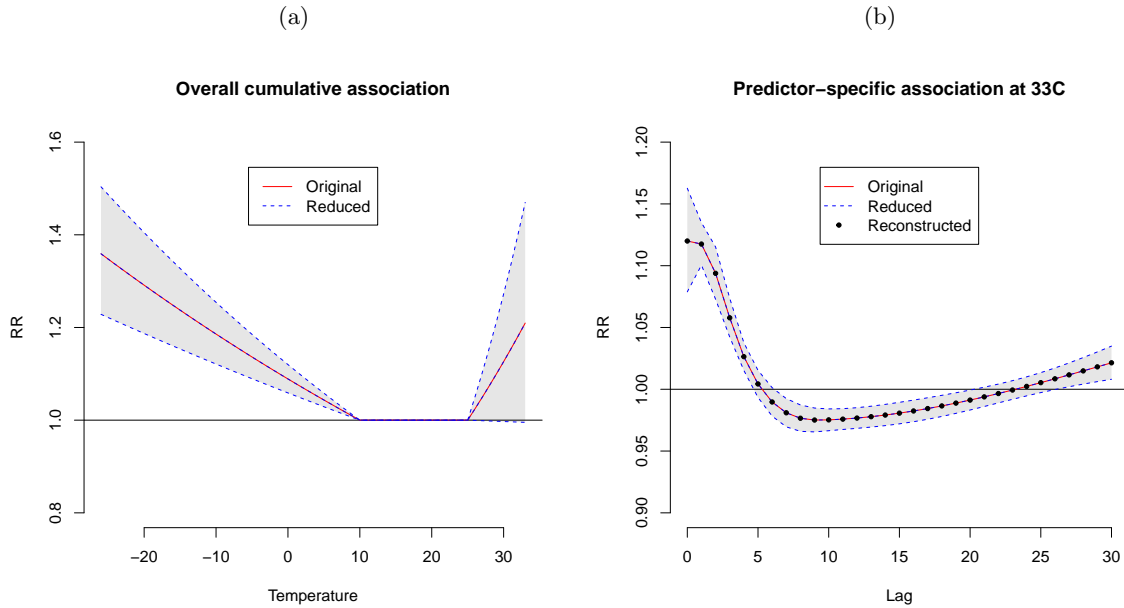 (a)
Overall cumulative association
RR
0.8 1.0 1.2 1.4 1.6
Original
Reduced
−20 −10 0 10 20 30
Temperature
(b)
Predictor−specific association at 33C
RR
0.90 0.95 1.00 1.05 1.10 1.15 1.20
Original
Reduced
Reconstructed
0 5 10 15 20 25 30
Lag